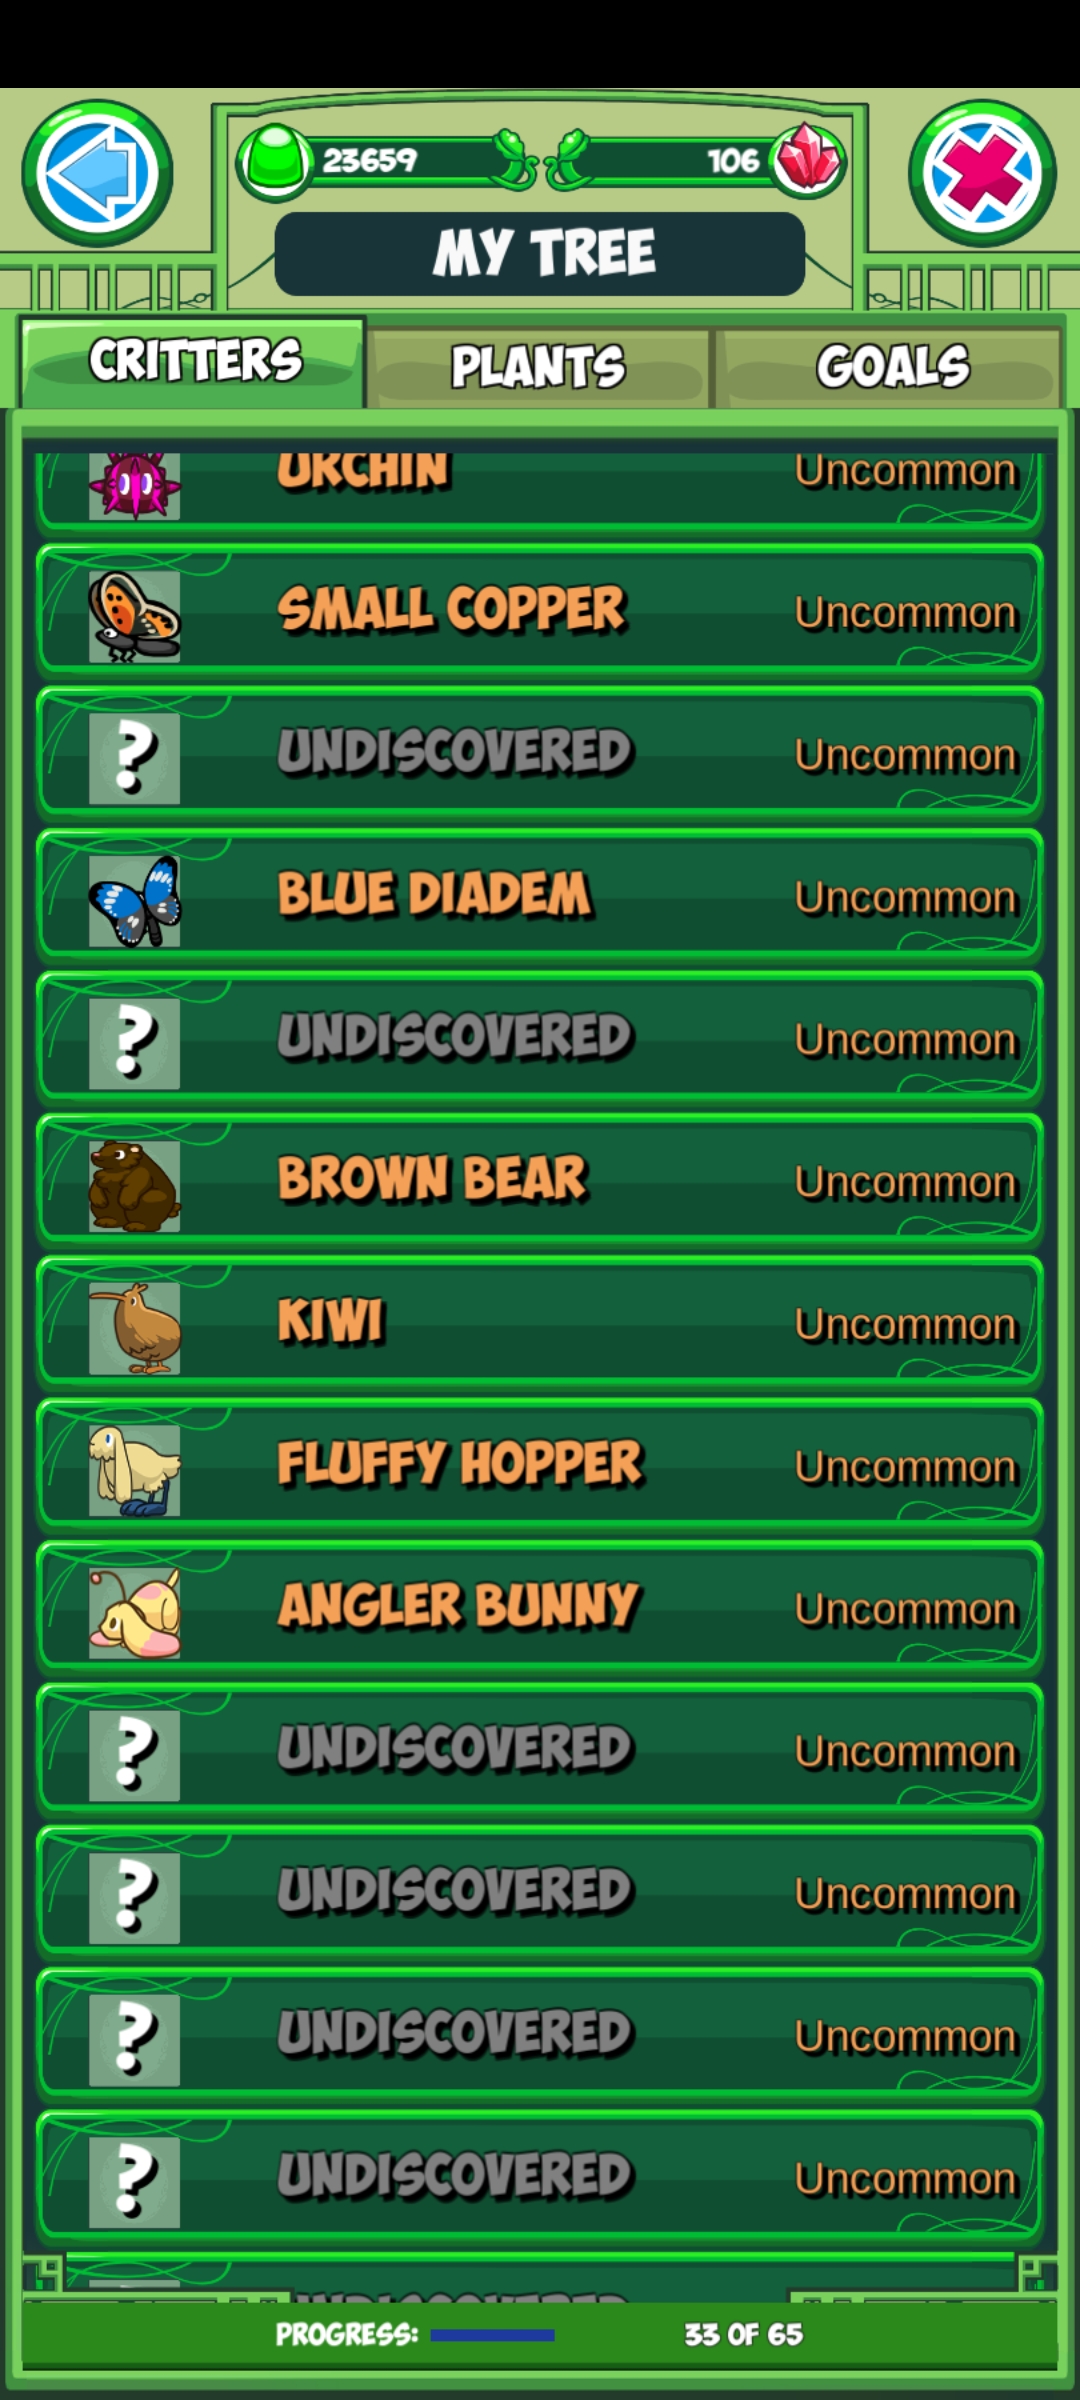 23659
106
MY TREE
CRITTERS
PLANTS
GOALS
URCHIN
Uncommon
SMALL COPPER
Uncommon
?
UNDISCOVERED
Uncommon
BLUE DIADEM
Uncommon
?
UNDISCOVERED
Uncommon
BROWN BEAR
Uncommon
KIWI
Uncommon
FLUFFY HOPPER
Uncommon
ANGLER BUNNY
Uncommon
?
UNDISCOVERED
Uncommon
?
UNDISCOVERED
Uncommon
?
UNDISCOVERED
Uncommon
?
UNDISCOVERED
Uncommon
UNDISCOVERED
PROGRESS:
33 OF 65